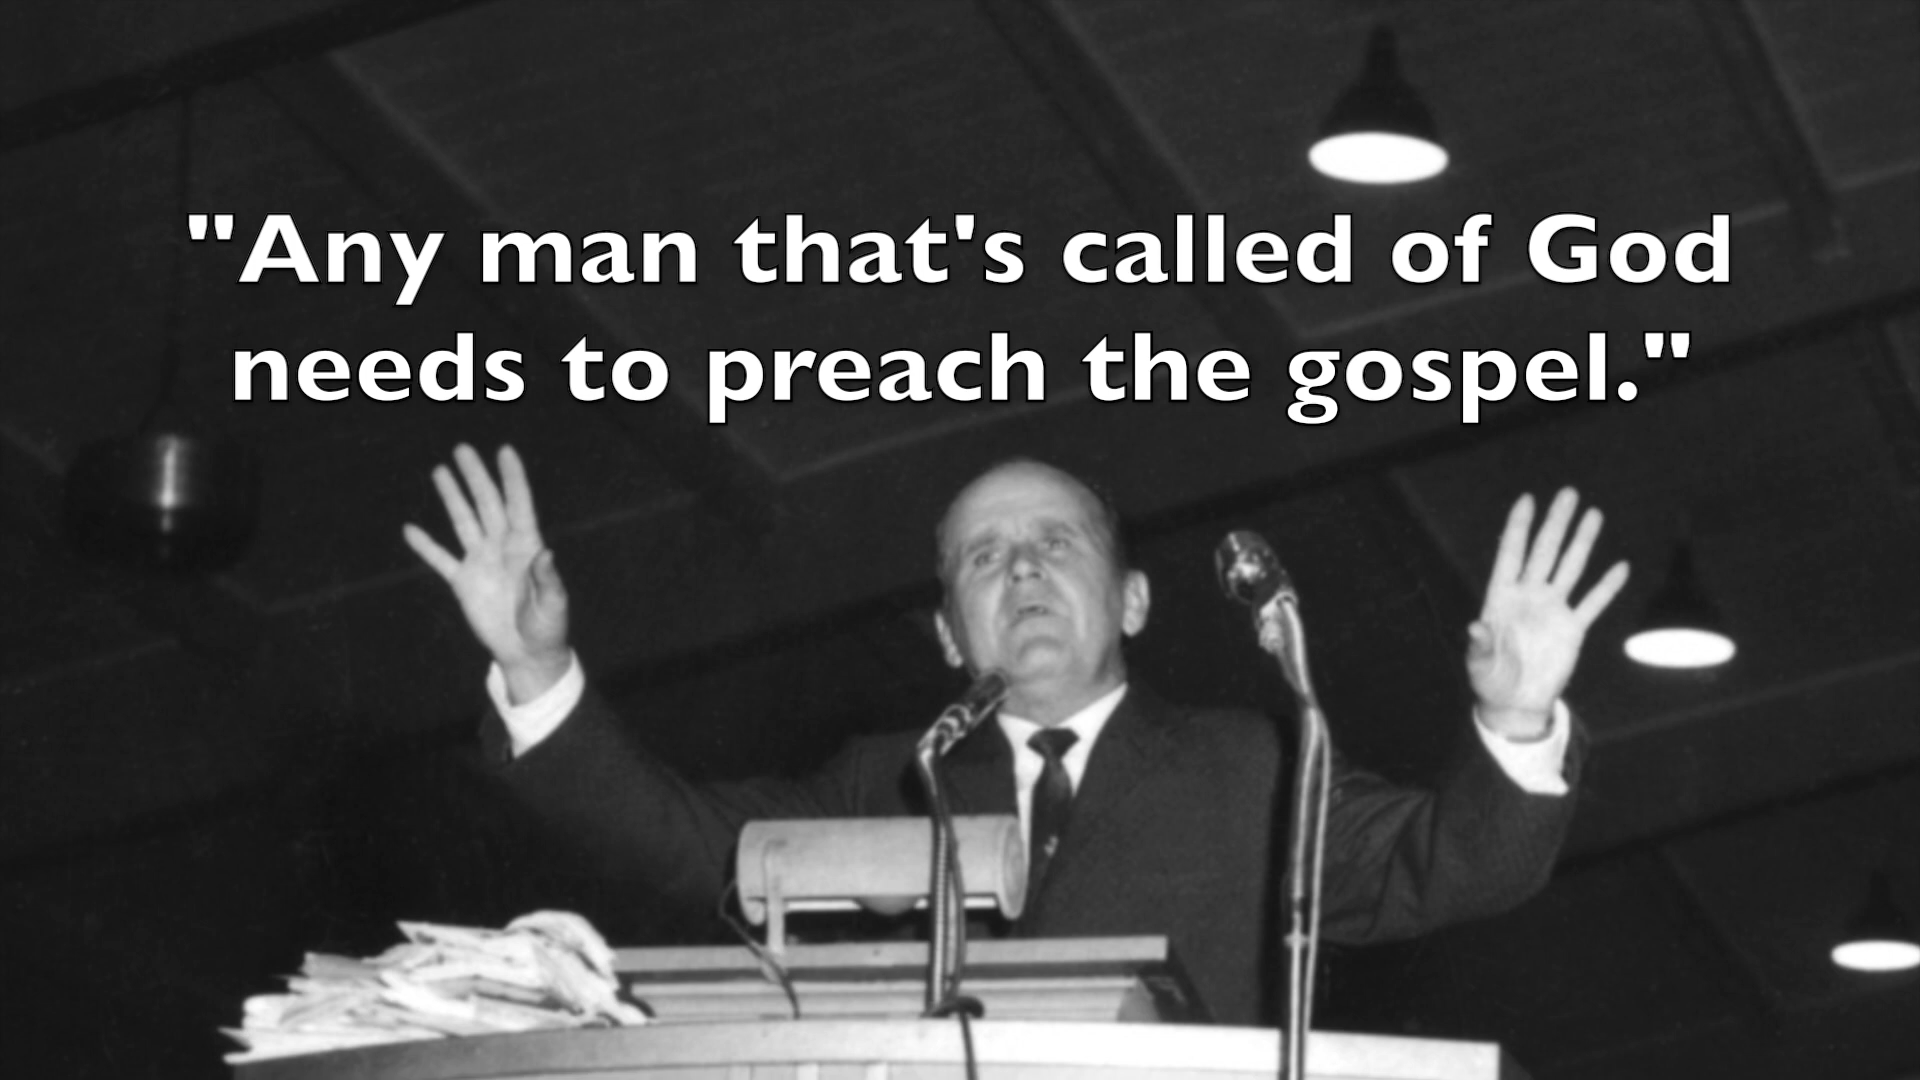 "Any man that's called of God
needs to preach the gospel."